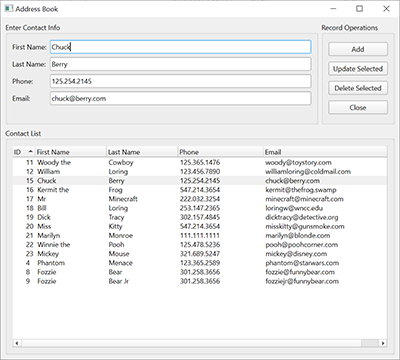 Address Book
Enter Contact Info
Record Operations
First Name: Chuck
Add
Last Name: Berry
Update Selected
Phone: 125.254.2145
Delete Selected
Email: chuck@berry.com
Close
Contact List
ID First Name Last Name Phone Email
11 Woody the Cowboy 125.365.1476 woody@toystory.com
12 William Loring 123.456.7890 williamloring@coldmail.com
15 Chuck Berry 125.254.2145 chuck@berry.com
16 Kermit the Frog 547.214.3654 kermit@thefrog.swamp
17 Mr Minecraft 222.032.3254 minecraft@minecraft.com
18 Bill Loring 253.147.2365 loringw@wncc.edu
19 Dick Tracy 302.157.4845 dicktracy@detective.org
20 Miss Kitty 547.214.3654 misskitty@gunsmoke.com
21 Marilyn Monroe 111.111.1111 marilyn@blonde.com
22 Winnie the Pooh 125.478.5236 pooh@poohcorner.com
23 Mickey Mouse 321.689.5247 mickey@disney.com
4 Phantom Menace 123.365.2589 phantom@starwars.com
8 Fozzie Bear 301.258.3656 fozzie@funnybear.com
9 Fozzie Bear Jr 301.258.3656 fozziejr@funnybear.com